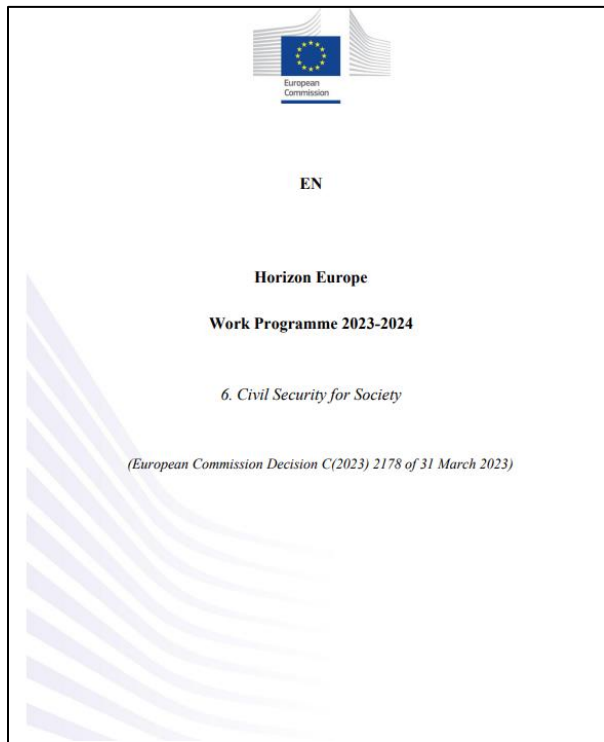 European
Commission
EN
Horizon Europe
Work Programme 2023-2024
6. Civil Security for Society
(European Commission Decision C(2023) 2178 of 31 March 2023)